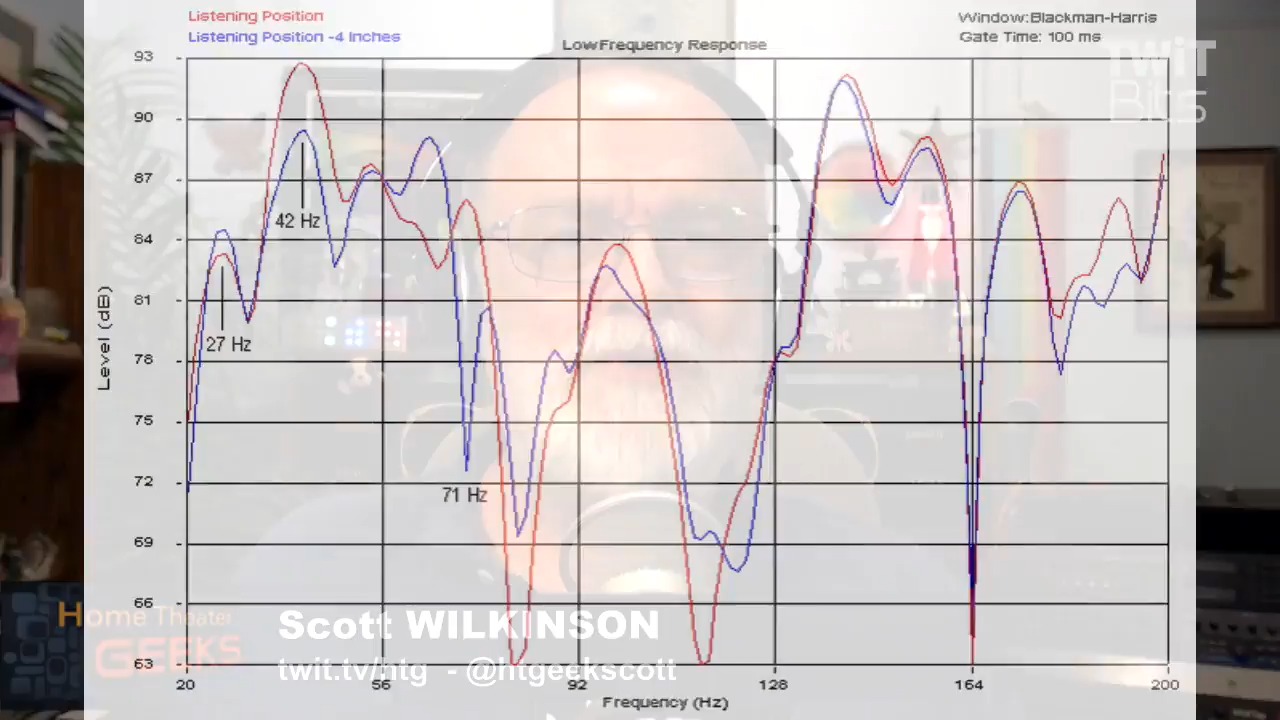 Listening Position
Listening Position -4 Inches
Window:Blackman-Harris
Gate Time: 100 ms
Low Frequency Response
TWiT
Bits
93
90
87
84
81
78
75
72
69
66
63
Level (dB)
42 Hz
27 Hz
71 Hz
Home Theater
GEEKS
Scott WILKINSON
twit.tv/htg - @htgeekscott
20
56
92
128
164
200
Frequency (Hz)